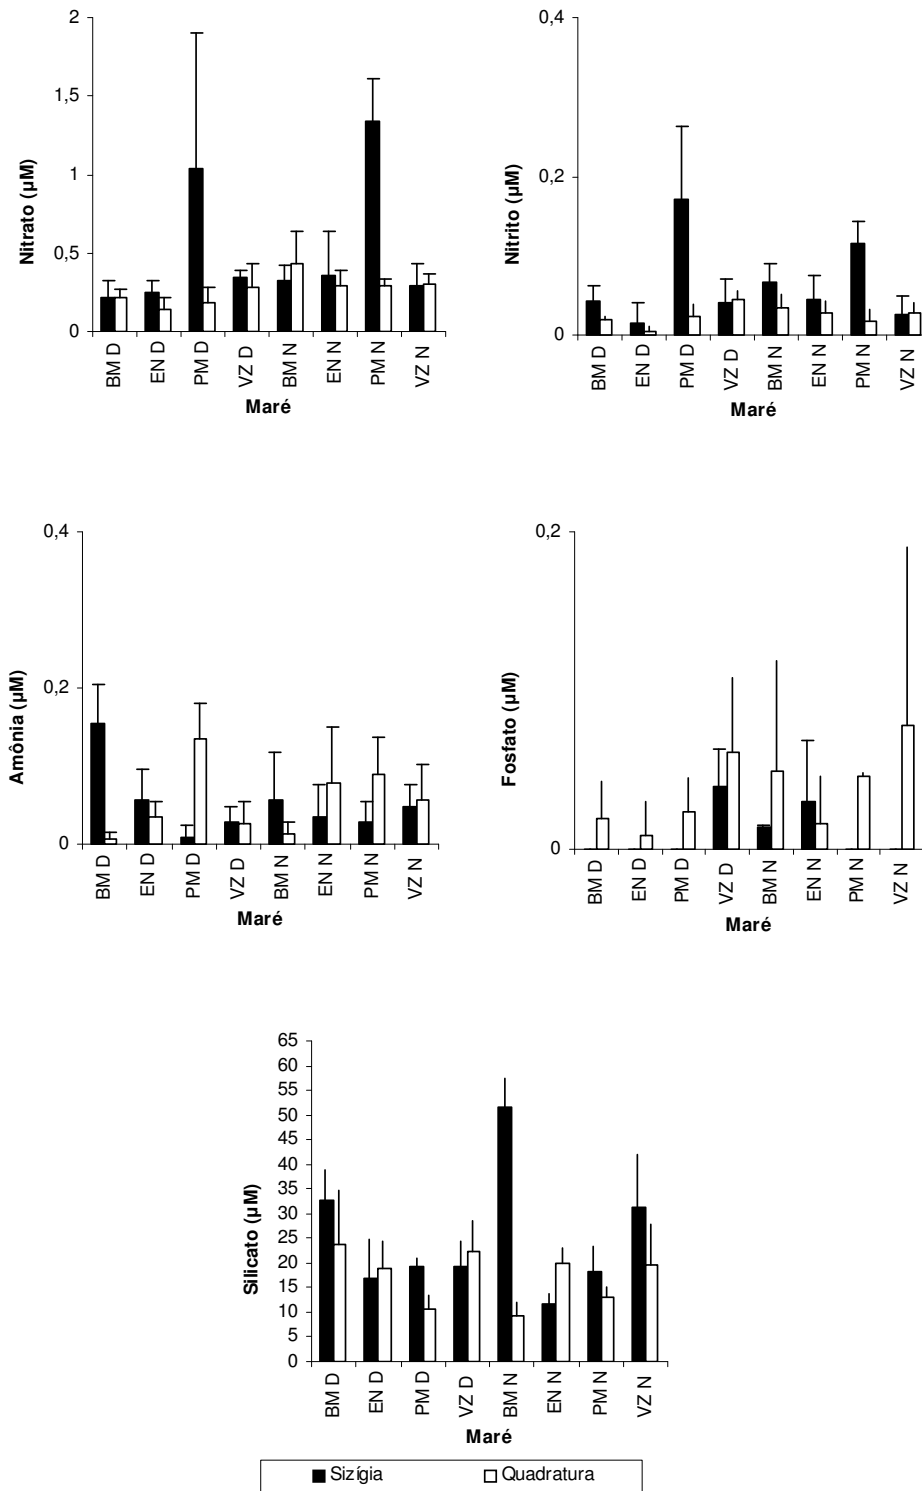 2
1,5
1
0,5
0
Nitrato (µM)
BM D
EN D
PM D
VZ D
BM N
EN N
PM N
VZ N
Maré
0,4
0,2
0
Nitrito (µM)
BM D
EN D
PM D
VZ D
BM N
EN N
PM N
VZ N
Maré
0,4
0,2
0
Amônia (µM)
BM D
EN D
PM D
VZ D
BM N
EN N
PM N
VZ N
Maré
0,2
0
Fosfato (µM)
BM D
EN D
PM D
VZ D
BM N
EN N
PM N
VZ N
Maré
65
60
55
50
45
40
35
30
25
20
15
10
5
0
Silicato (µM)
BM D
EN D
PM D
VZ D
BM N
EN N
PM N
VZ N
Maré
Sizígia Quadratura